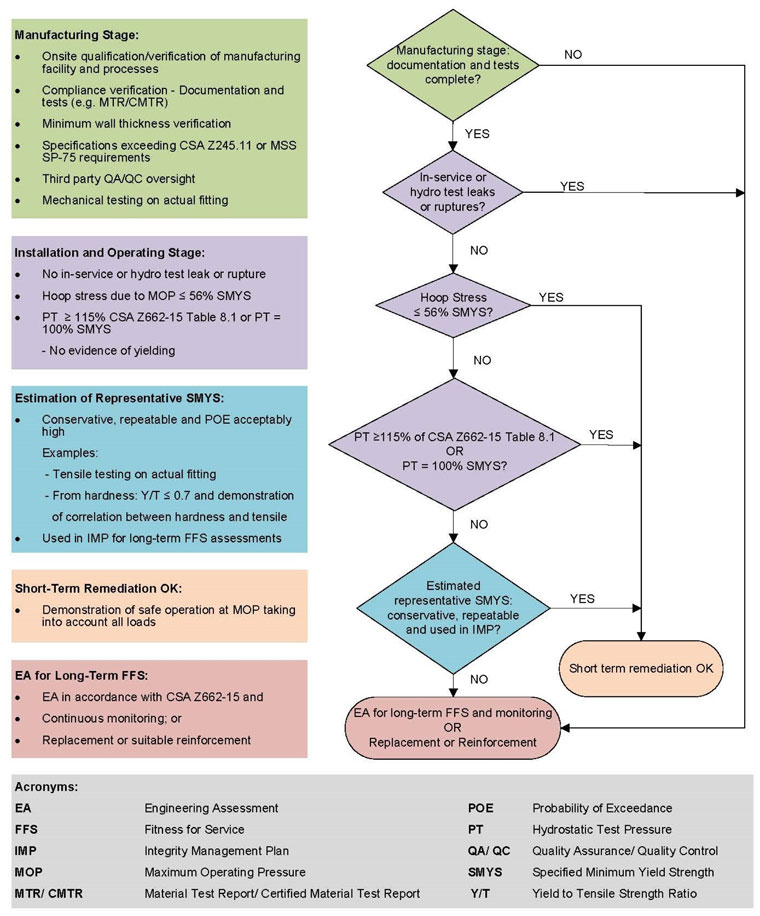 Manufacturing Stage:
• Onsite qualification/verification of manufacturing
facility and processes
• Compliance verification - Documentation and
tests (e.g. MTR/CMTR)
• Minimum wall thickness verification
• Specifications exceeding CSA Z245.11 or MSS
SP-75 requirements
• Third party QA/QC oversight
• Mechanical testing on actual fitting
Installation and Operating Stage:
• No in-service or hydro test leak or rupture
• Hoop stress due to MOP ≤ 56% SMYS
• PT ≥ 115% CSA Z662-15 Table 8.1 or PT =
100% SMYS
- No evidence of yielding
Estimation of Representative SMYS:
• Conservative, repeatable and POE acceptably
high
Examples:
- Tensile testing on actual fitting
- From hardness: Y/T ≤ 0.7 and demonstration
of correlation between hardness and tensile
• Used in IMP for long-term FFS assessments
Short-Term Remediation OK:
• Demonstration of safe operation at MOP taking
into account all loads
EA for Long-Term FFS:
• EA in accordance with CSA Z662-15 and
• Continuous monitoring; or
• Replacement or suitable reinforcement
Manufacturing stage:
documentation and tests
complete?
NO
YES
In-service or
hydro test leaks
or ruptures?
YES
NO
Hoop Stress
≤ 56% SMYS?
YES
NO
PT ≥115% of CSA Z662-15 Table 8.1
OR
PT = 100% SMYS?
YES
NO
Estimated
representative SMYS:
conservative, repeatable
and used in IMP?
YES
NO
Short term remediation OK
EA for long-term FFS and monitoring
OR
Replacement or Reinforcement
Acronyms:
EA Engineering Assessment
FFS Fitness for Service
IMP Integrity Management Plan
MOP Maximum Operating Pressure
MTR/ CMTR Material Test Report/ Certified Material Test Report
POE Probability of Exceedance
PT Hydrostatic Test Pressure
QA/ QC Quality Assurance/ Quality Control
SMYS Specified Minimum Yield Strength
Y/T Yield to Tensile Strength Ratio